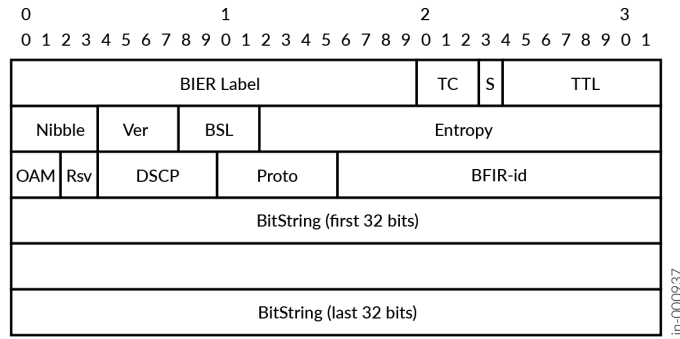 0 1 2 3
0 1 2 3 4 5 6 7 8 9 0 1 2 3 4 5 6 7 8 9 0 1 2 3 4 5 6 7 8 9 0 1
BIER Label TC S TTL
Nibble Ver BSL Entropy
OAM Rsv DSCP Proto BFIR-id
BitString (first 32 bits)
BitString (last 32 bits)
jn-000937